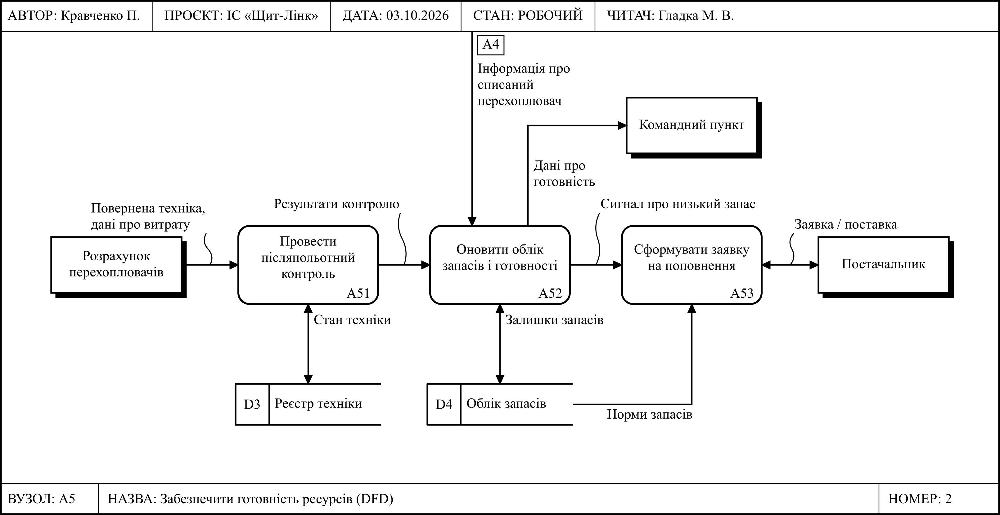 АВТОР: Кравченко П.
ПРОЄКТ: ІС «Щит-Лінк»
ДАТА: 03.10.2026
СТАН: РОБОЧИЙ
ЧИТАЧ: Гладка М. В.
A4
Інформація про
списаний
перехоплювач
Командний пункт
Дані про
готовність
Повернена техніка,
дані про витрату
Результати контролю
Сигнал про низький запас
Заявка / поставка
Розрахунок
перехоплювачів
Провести
післяпольотний
контроль
A51
Оновити облік
запасів і готовності
A52
Сформувати заявку
на поповнення
A53
Постачальник
Стан техніки
Залишки запасів
D3
Реєстр техніки
D4
Облік запасів
Норми запасів
ВУЗОЛ: A5
НАЗВА: Забезпечити готовність ресурсів (DFD)
НОМЕР: 2